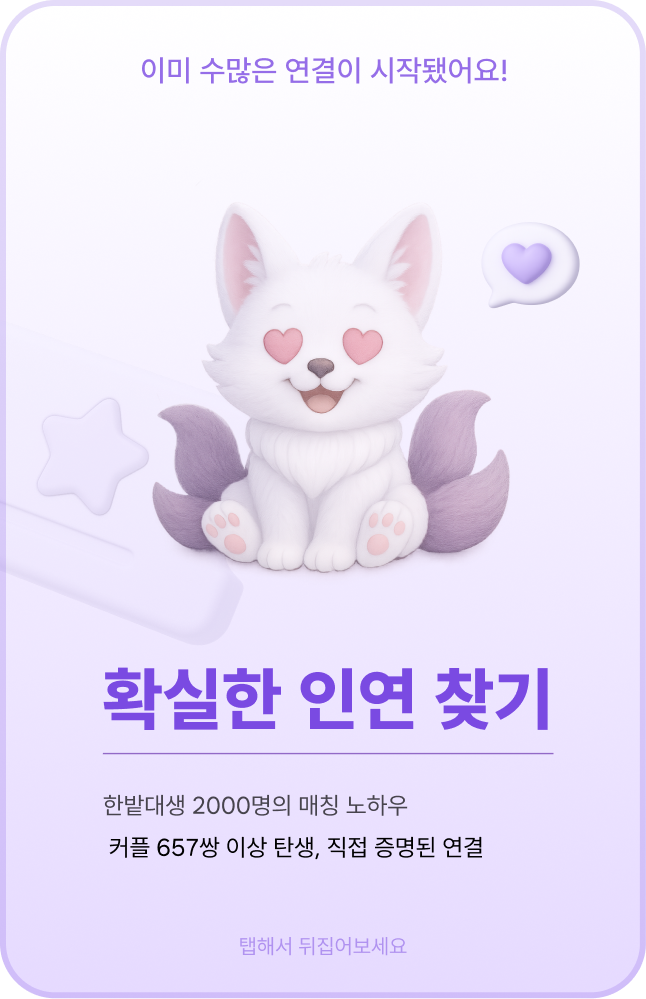 이미 수많은 연결이 시작됐어요!
확실한 인연 찾기
한밭대생 2000명의 매칭 노하우
커플 657쌍 이상 탄생, 직접 증명된 연결
탭해서 뒤집어보세요